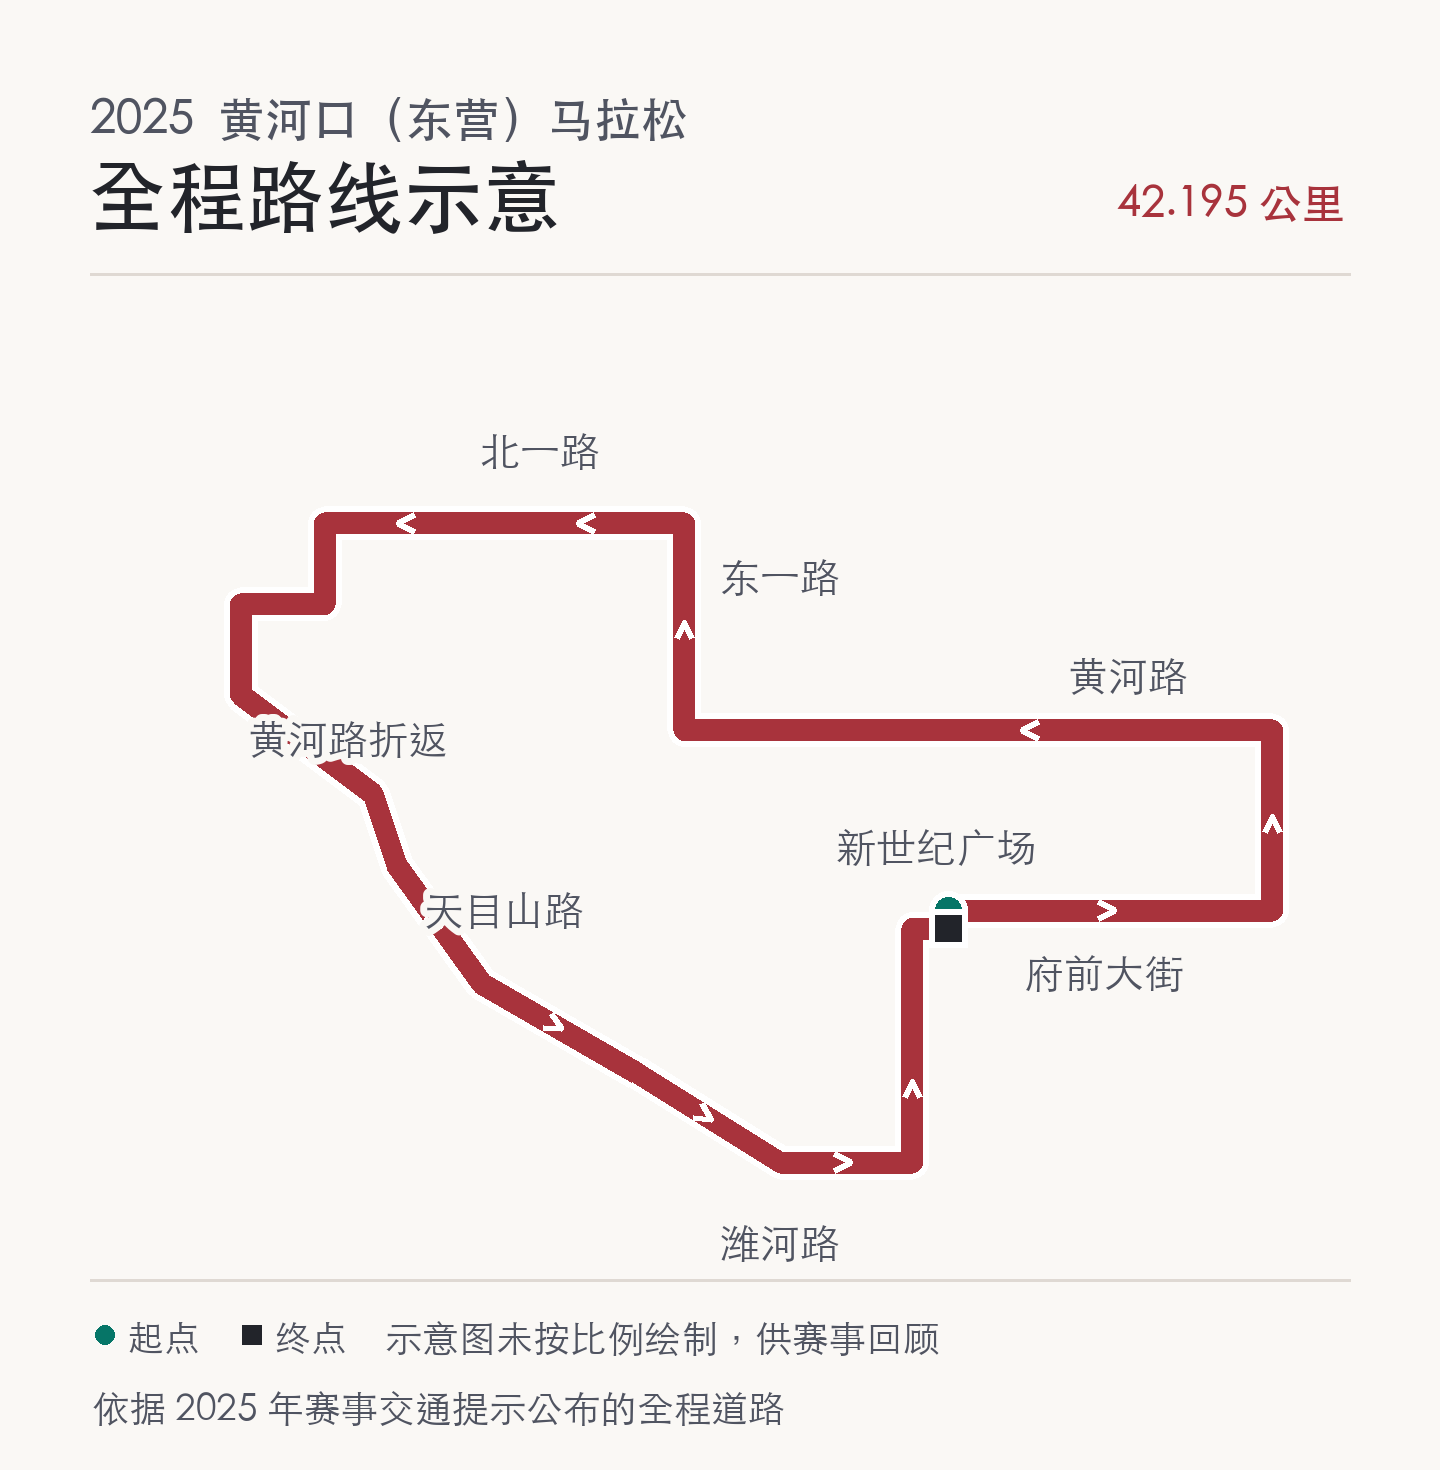 2025 黄河口（东营）马拉松
全程路线示意
42.195 公里
北一路
东一路
黄河路
黄河路折返
新世纪广场
天目山路
府前大街
潍河路
起点
终点
示意图未按比例绘制，供赛事回顾
依据 2025 年赛事交通提示公布的全程道路